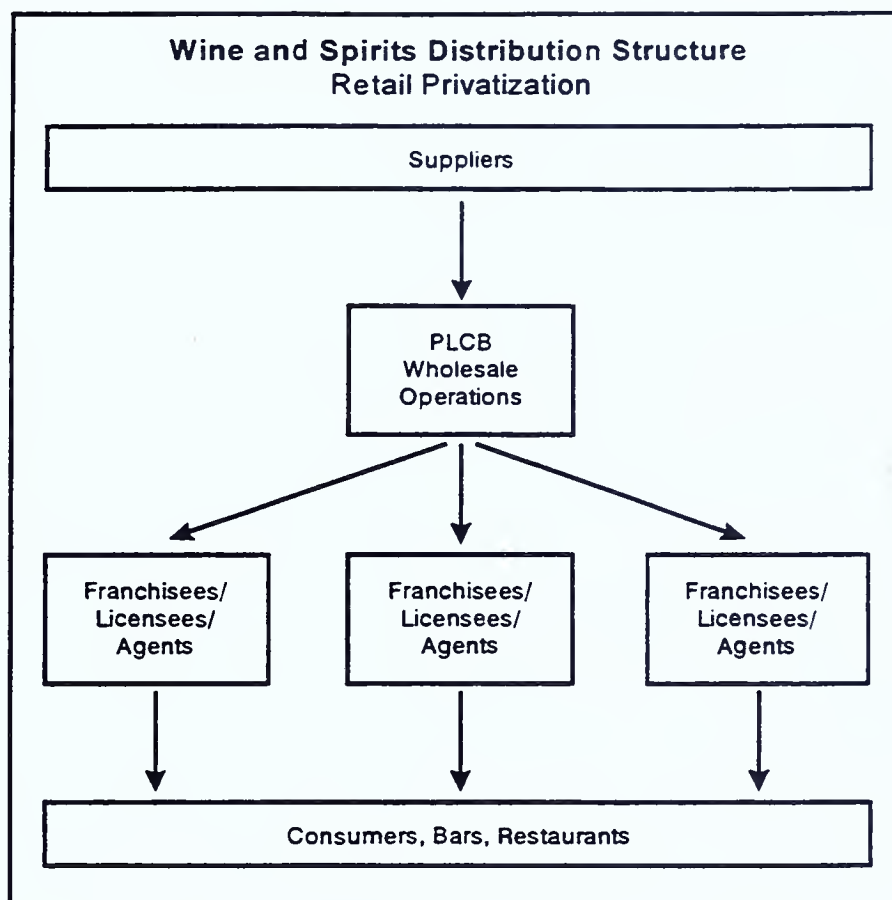 Wine and Spirits Distribution Structure
Retail Privatization
Suppliers
PLCB
Wholesale
Operations
Franchisees/
Licensees/
Agents
Franchisees/
Licensees/
Agents
Franchisees/
Licensees/
Agents
Consumers, Bars, Restaurants